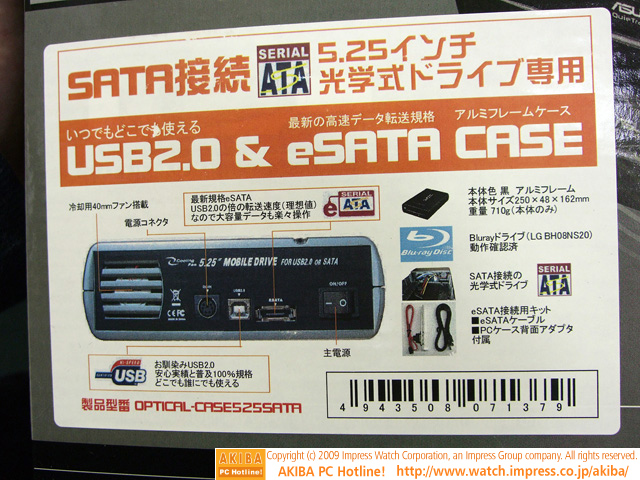 ASUS
QuieTrack
SATA接続
SERIAL
ATA
5.25インチ
光学式ドライブ専用
いつでもどこでも使える
最新の高速データ転送規格
アルミフレームケース
USB2.0 & eSATA CASE
冷却用40mmファン搭載
電源コネクタ
最新規格eSATA
USB2.0の倍の転送速度(理想値)
なので大容量データも楽々操作
SERIAL
eATA
本体色 黒 アルミフレーム
本体サイズ250×48×162mm
重量 710g(本体のみ)
Blu-ray Disc
Blurayドライブ(LG BH08NS20)
動作確認済
SATA接続の
光学式ドライブ
SERIAL
ATA
eSATA接続用キット
■eSATAケーブル
■PCケース背面アダプタ
付属
Cooling Fan 5.25" MOBILE DRIVE FOR USB2.0 OR SATA
USB2.0
ESATA
ON/OFF
主電源
HI-SPEED
USB
お馴染みUSB2.0
安心実績と普及100%規格
どこでも誰にでも使える
製品型番 OPTICAL-CASE525SATA
4943508071379
AKIBA
PC Hotline!
Copyright (c) 2009 Impress Watch Corporation, an Impress Group company. All rights reserved.
AKIBA PC Hotline! http://www.watch.impress.co.jp/akiba/